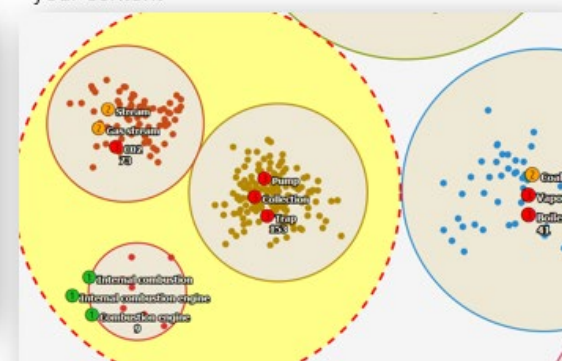 Stream
Gas stream
CO2
23
Pump
Collection
Trap
153
Internal combustion
Internal combustion engine
Combustion engine
9
Coal
Vapo
Boile
41